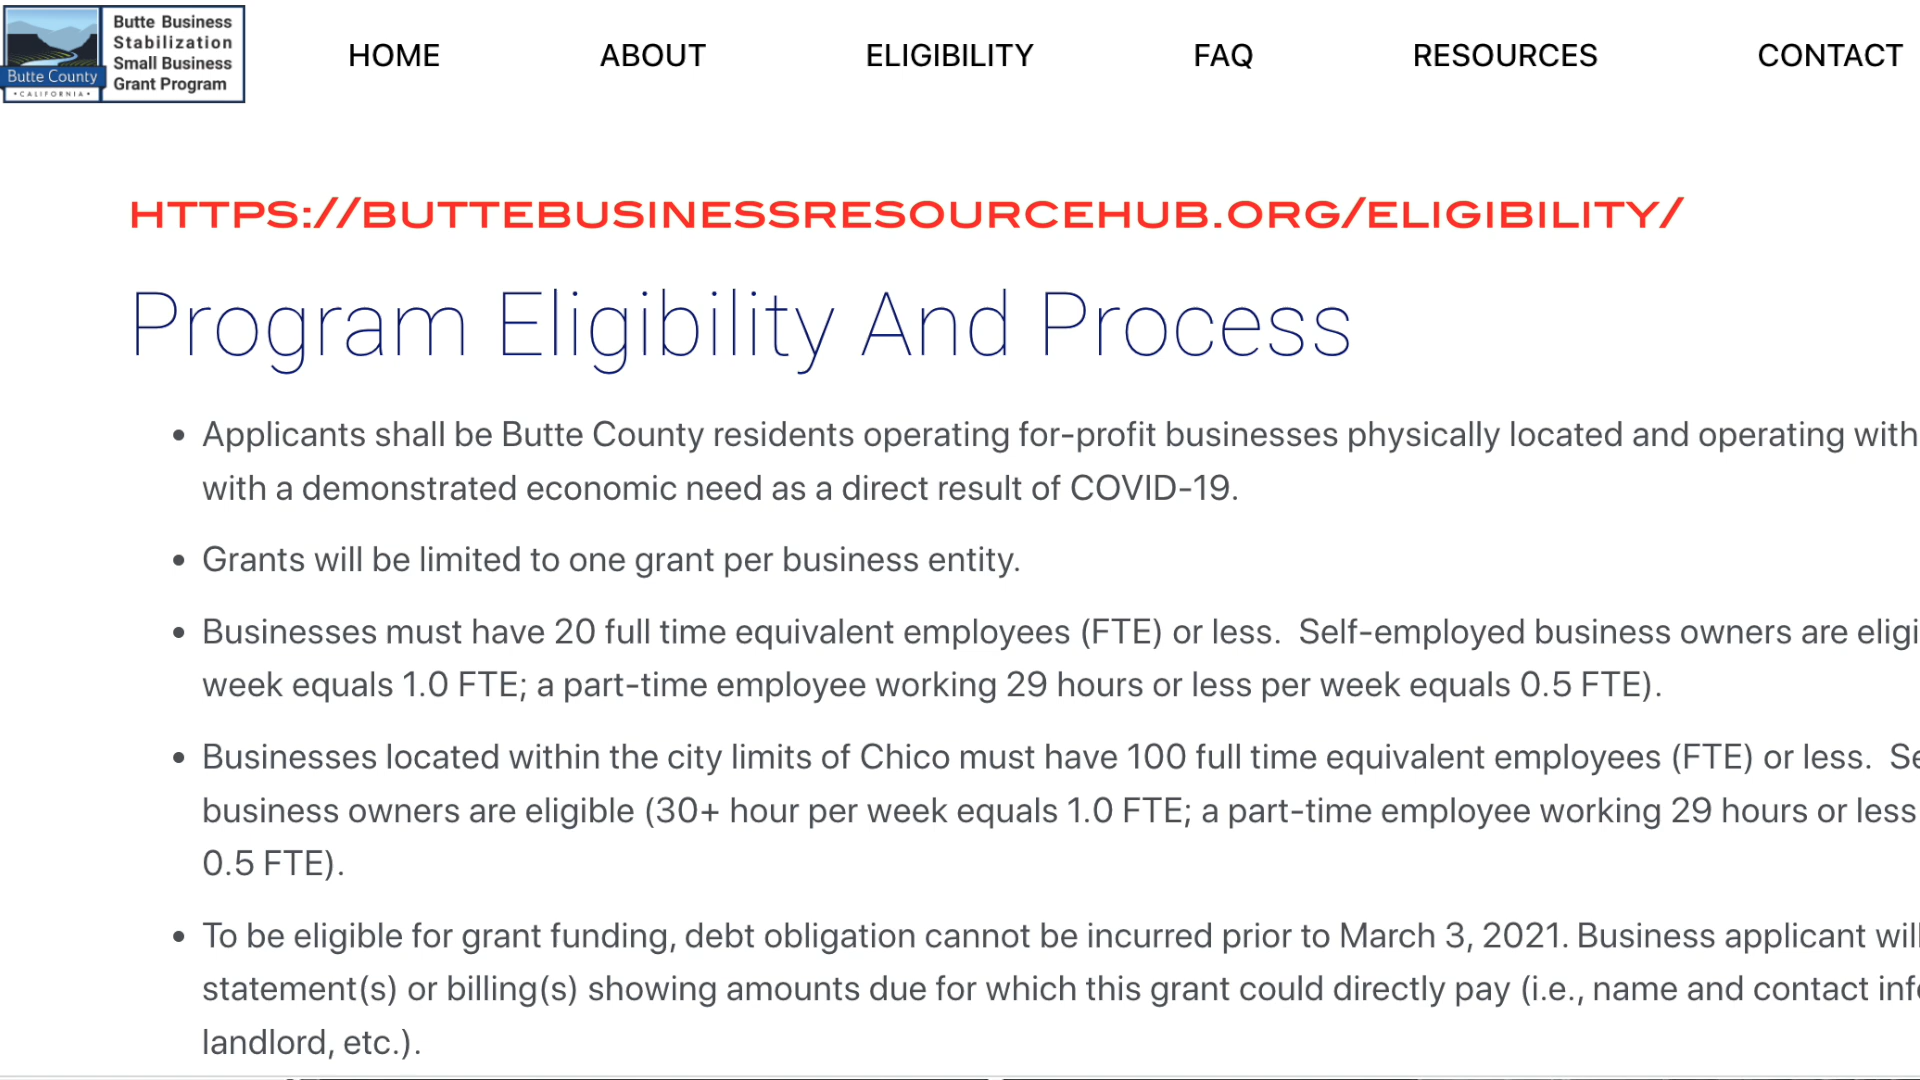 Butte Business
Stabilization
Small Business
Grant Program
Butte County
•CALIFORNIA•
HOME ABOUT ELIGIBILITY FAQ RESOURCES CONTACT
HTTPS://BUTTEBUSINESSRESOURCEHUB.ORG/ELIGIBILITY/
Program Eligibility And Process
• Applicants shall be Butte County residents operating for-profit businesses physically located and operating with
with a demonstrated economic need as a direct result of COVID-19.
• Grants will be limited to one grant per business entity.
• Businesses must have 20 full time equivalent employees (FTE) or less.  Self-employed business owners are eligi
week equals 1.0 FTE; a part-time employee working 29 hours or less per week equals 0.5 FTE).
• Businesses located within the city limits of Chico must have 100 full time equivalent employees (FTE) or less.  Se
business owners are eligible (30+ hour per week equals 1.0 FTE; a part-time employee working 29 hours or less
0.5 FTE).
• To be eligible for grant funding, debt obligation cannot be incurred prior to March 3, 2021. Business applicant will
statement(s) or billing(s) showing amounts due for which this grant could directly pay (i.e., name and contact inf
landlord, etc.).